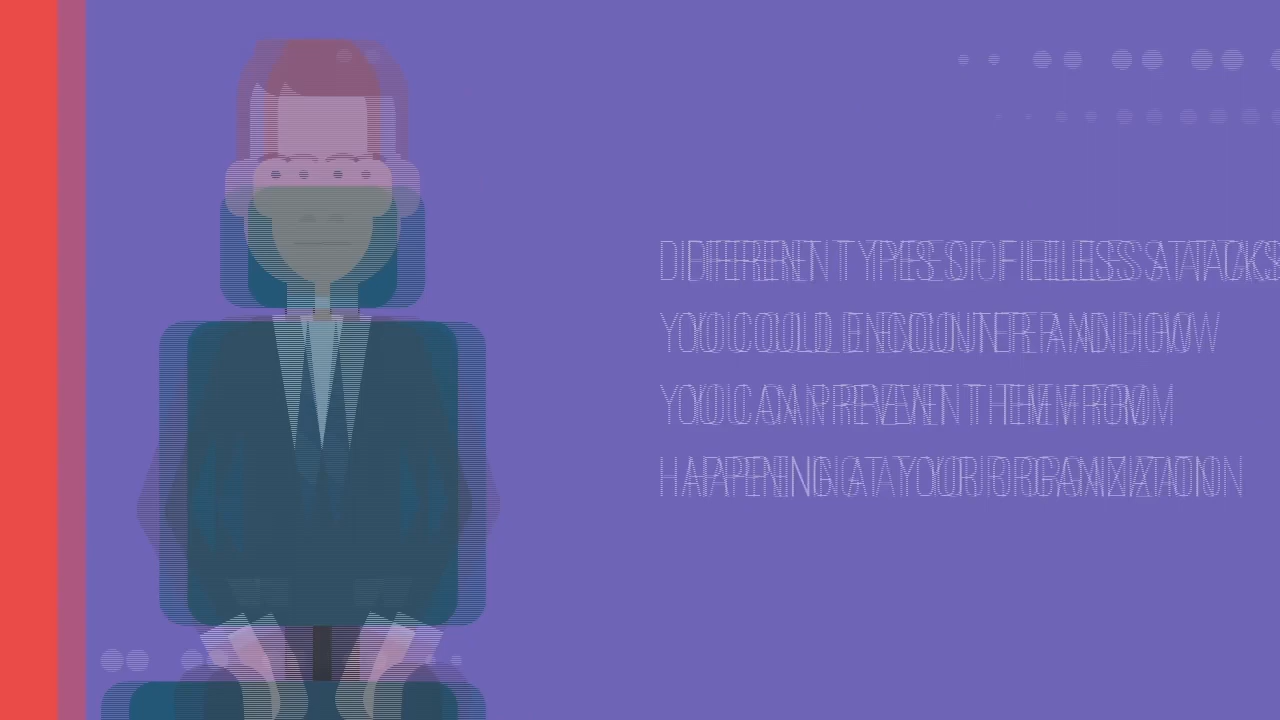 DIFFERENT TYPES OF FILELESS ATTACKS
YOU COULD ENCOUNTER AND HOW
YOU CAN PREVENT THEM FROM
HAPPENING AT YOUR ORGANIZATION